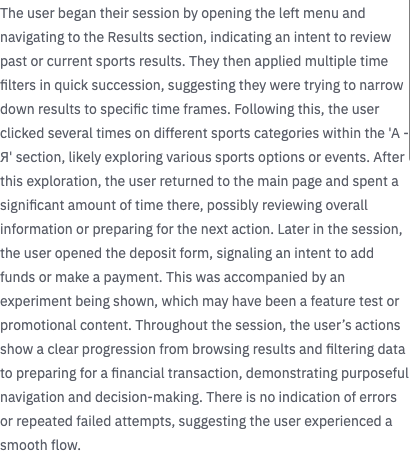 The user began their session by opening the left menu and
navigating to the Results section, indicating an intent to review
past or current sports results. They then applied multiple time
filters in quick succession, suggesting they were trying to narrow
down results to specific time frames. Following this, the user
clicked several times on different sports categories within the 'А -
Я' section, likely exploring various sports options or events. After
this exploration, the user returned to the main page and spent a
significant amount of time there, possibly reviewing overall
information or preparing for the next action. Later in the session,
the user opened the deposit form, signaling an intent to add
funds or make a payment. This was accompanied by an
experiment being shown, which may have been a feature test or
promotional content. Throughout the session, the user’s actions
show a clear progression from browsing results and filtering data
to preparing for a financial transaction, demonstrating purposeful
navigation and decision-making. There is no indication of errors
or repeated failed attempts, suggesting the user experienced a
smooth flow.